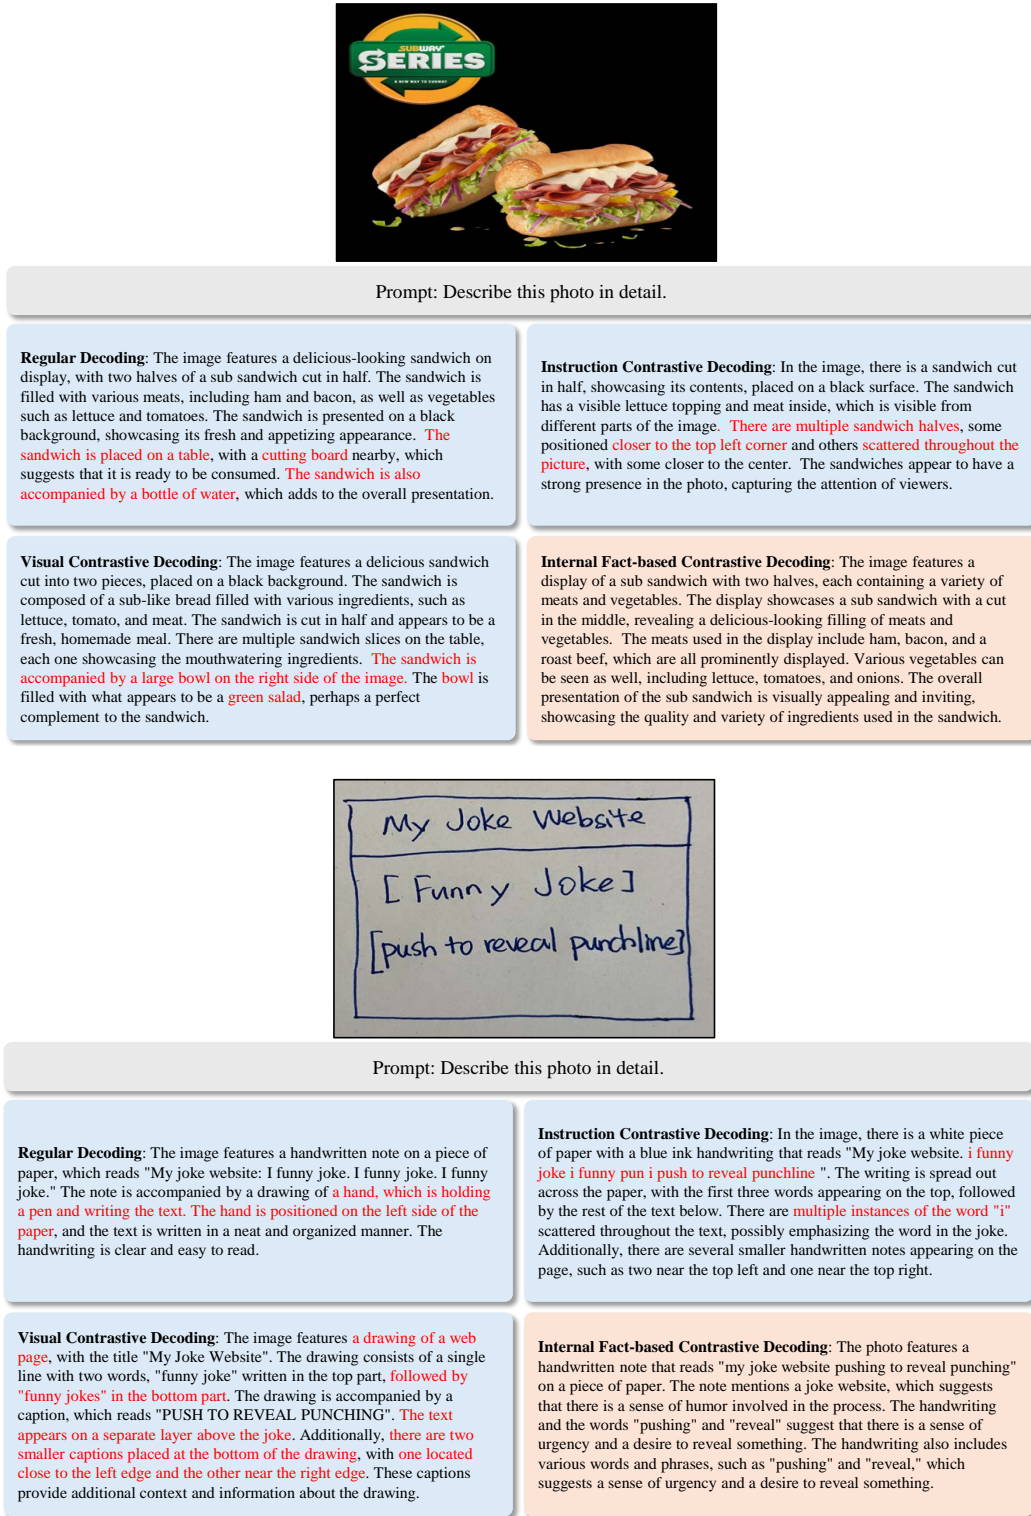 SUBWAY
SERIES
A NEW WAY TO SUBWAY
Prompt: Describe this photo in detail.
Regular Decoding: The image features a delicious-looking sandwich on
display, with two halves of a sub sandwich cut in half. The sandwich is
filled with various meats, including ham and bacon, as well as vegetables
such as lettuce and tomatoes. The sandwich is presented on a black
background, showcasing its fresh and appetizing appearance. The
sandwich is placed on a table, with a cutting board nearby, which
suggests that it is ready to be consumed. The sandwich is also
accompanied by a bottle of water, which adds to the overall presentation.
Instruction Contrastive Decoding: In the image, there is a sandwich cut
in half, showcasing its contents, placed on a black surface. The sandwich
has a visible lettuce topping and meat inside, which is visible from
different parts of the image. There are multiple sandwich halves, some
positioned closer to the top left corner and others scattered throughout the
picture, with some closer to the center. The sandwiches appear to have a
strong presence in the photo, capturing the attention of viewers.
Visual Contrastive Decoding: The image features a delicious sandwich
cut into two pieces, placed on a black background. The sandwich is
composed of a sub-like bread filled with various ingredients, such as
lettuce, tomato, and meat. The sandwich is cut in half and appears to be a
fresh, homemade meal. There are multiple sandwich slices on the table,
each one showcasing the mouthwatering ingredients. The sandwich is
accompanied by a large bowl on the right side of the image. The bowl is
filled with what appears to be a green salad, perhaps a perfect
complement to the sandwich.
Internal Fact-based Contrastive Decoding: The image features a
display of a sub sandwich with two halves, each containing a variety of
meats and vegetables. The display showcases a sub sandwich with a cut
in the middle, revealing a delicious-looking filling of meats and
vegetables. The meats used in the display include ham, bacon, and a
roast beef, which are all prominently displayed. Various vegetables can
be seen as well, including lettuce, tomatoes, and onions. The overall
presentation of the sub sandwich is visually appealing and inviting,
showcasing the quality and variety of ingredients used in the sandwich.
My Joke Website
[Funny Joke]
[push to reveal punchline]
Prompt: Describe this photo in detail.
Regular Decoding: The image features a handwritten note on a piece of
paper, which reads "My joke website: I funny joke. I funny joke. I funny
joke." The note is accompanied by a drawing of a hand, which is holding
a pen and writing the text. The hand is positioned on the left side of the
paper, and the text is written in a neat and organized manner. The
handwriting is clear and easy to read.
Instruction Contrastive Decoding: In the image, there is a white piece
of paper with a blue ink handwriting that reads "My joke website. i funny
joke i funny pun i push to reveal punchline ". The writing is spread out
across the paper, with the first three words appearing on the top, followed
by the rest of the text below. There are multiple instances of the word "i"
scattered throughout the text, possibly emphasizing the word in the joke.
Additionally, there are several smaller handwritten notes appearing on the
page, such as two near the top left and one near the top right.
Visual Contrastive Decoding: The image features a drawing of a web
page, with the title "My Joke Website". The drawing consists of a single
line with two words, "funny joke" written in the top part, followed by
"funny jokes" in the bottom part. The drawing is accompanied by a
caption, which reads "PUSH TO REVEAL PUNCHING". The text
appears on a separate layer above the joke. Additionally, there are two
smaller captions placed at the bottom of the drawing, with one located
close to the left edge and the other near the right edge. These captions
provide additional context and information about the drawing.
Internal Fact-based Contrastive Decoding: The photo features a
handwritten note that reads "my joke website pushing to reveal punching"
on a piece of paper. The note mentions a joke website, which suggests
that there is a sense of humor involved in the process. The handwriting
and the words "pushing" and "reveal" suggest that there is a sense of
urgency and a desire to reveal something. The handwriting also includes
various words and phrases, such as "pushing" and "reveal," which
suggests a sense of urgency and a desire to reveal something.